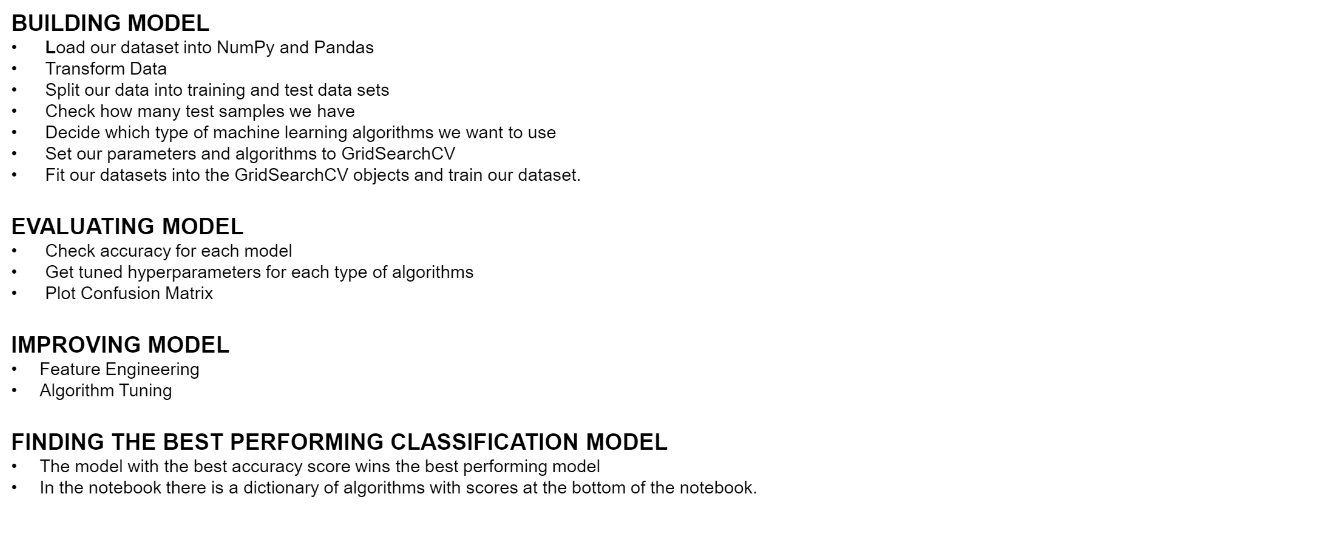 BUILDING MODEL
• Load our dataset into NumPy and Pandas
• Transform Data
• Split our data into training and test data sets
• Check how many test samples we have
• Decide which type of machine learning algorithms we want to use
• Set our parameters and algorithms to GridSearchCV
• Fit our datasets into the GridSearchCV objects and train our dataset.
EVALUATING MODEL
• Check accuracy for each model
• Get tuned hyperparameters for each type of algorithms
• Plot Confusion Matrix
IMPROVING MODEL
• Feature Engineering
• Algorithm Tuning
FINDING THE BEST PERFORMING CLASSIFICATION MODEL
• The model with the best accuracy score wins the best performing model
• In the notebook there is a dictionary of algorithms with scores at the bottom of the notebook.